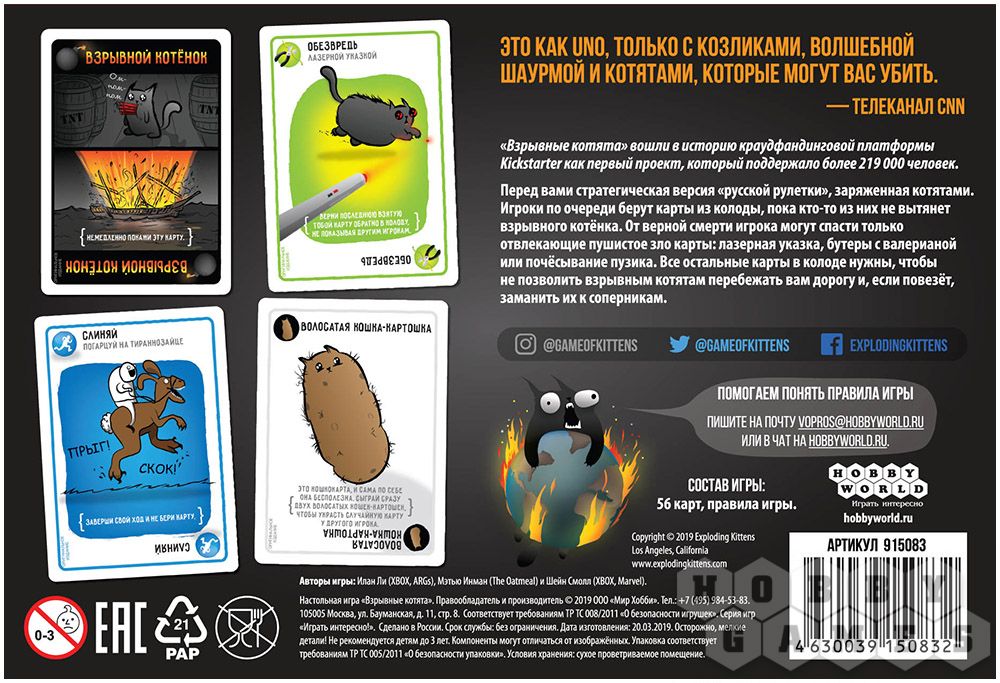 ВЗРЫВНОЙ КОТЁНОК
Ом-
ном-
ном
TNT
TNT
НЕМЕДЛЕННО ПОКАЖИ ЭТУ КАРТУ.
ВЗРЫВНОЙ КОТЁНОК
ОБЕЗВРЕДЬ
ЛАЗЕРНОЙ УКАЗКОЙ
ВЕРНИ ПОСЛЕДНЮЮ ВЗЯТУЮ
ТОБОЙ КАРТУ ОБРАТНО В КОЛОДУ,
НЕ ПОКАЗЫВАЯ ДРУГИМ ИГРОКАМ.
ОБЕЗВРЕДЬ
СЛИНЯЙ
ПОГАРЦУЙ НА ТИРАННОЗАЙЦЕ
ПРЫГ!
СКОК!
ЗАВЕРШИ СВОЙ ХОД И НЕ БЕРИ КАРТУ.
СЛИНЯЙ
ВОЛОСАТАЯ КОШКА-КАРТОШКА
ЭТО КОШКОКАРТА, И САМА ПО СЕБЕ
ОНА БЕСПОЛЕЗНА. СЫГРАЙ СРАЗУ
ДВУХ ВОЛОСАТЫХ КОШЕК-КАРТОШЕК,
ЧТОБЫ УКРАСТЬ СЛУЧАЙНУЮ КАРТУ
У ДРУГОГО ИГРОКА.
ВОЛОСАТАЯ
КОШКА-КАРТОШКА
ЭТО КАК UNO, ТОЛЬКО С КОЗЛИКАМИ, ВОЛШЕБНОЙ
ШАУРМОЙ И КОТЯТАМИ, КОТОРЫЕ МОГУТ ВАС УБИТЬ.
— ТЕЛЕКАНАЛ CNN
«Взрывные котята» вошли в историю краудфандинговой платформы
Kickstarter как первый проект, который поддержало более 219 000 человек.
Перед вами стратегическая версия «русской рулетки», заряженная котятами.
Игроки по очереди берут карты из колоды, пока кто-то из них не вытянет
взрывного котёнка. От верной смерти игрока могут спасти только
отвлекающие пушистое зло карты: лазерная указка, бутеры с валерианой
или почёсывание пузика. Все остальные карты в колоде нужны, чтобы
не позволить взрывным котятам перебежать вам дорогу и, если повезёт,
заманить их к соперникам.
@GAMEOFKITTENS
@GAMEOFKITTENS
EXPLODINGKITTENS
ПОМОГАЕМ ПОНЯТЬ ПРАВИЛА ИГРЫ
ПИШИТЕ НА ПОЧТУ VOPROS@HOBBYWORLD.RU
ИЛИ В ЧАТ НА HOBBYWORLD.RU.
СОСТАВ ИГРЫ:
56 карт, правила игры.
HOBBY
WORLD
Играть интересно
hobbyworld.ru
Copyright © 2019 Exploding Kittens
Los Angeles, California
www.explodingkittens.com
АРТИКУЛ 915083
4 630039 150832
Авторы игры: Илан Ли (XBOX, ARGs), Мэтью Инман (The Oatmeal) и Шейн Смолл (XBOX, Marvel).
Настольная игра «Взрывные котята». Правообладатель и производитель © 2019 ООО «Мир Хобби». Тел.: +7 (495) 984-53-83.
105005 Москва, ул. Бауманская, д. 11, стр. 8. Соответствует требованиям ТР ТС 008/2011 «О безопасности игрушек». Серия игр
«Играть интересно!». Сделано в России. Срок службы: без ограничения. Дата изготовления: 20.03.2019. Осторожно, мелкие
детали! Не рекомендуется детям до 3 лет. Компоненты могут отличаться от изображённых. Упаковка соответствует
требованиям ТР ТС 005/2011 «О безопасности упаковки». Условия хранения: сухое проветриваемое помещение.
0-3
EAC
21
PAP
HOBBY
GAMES